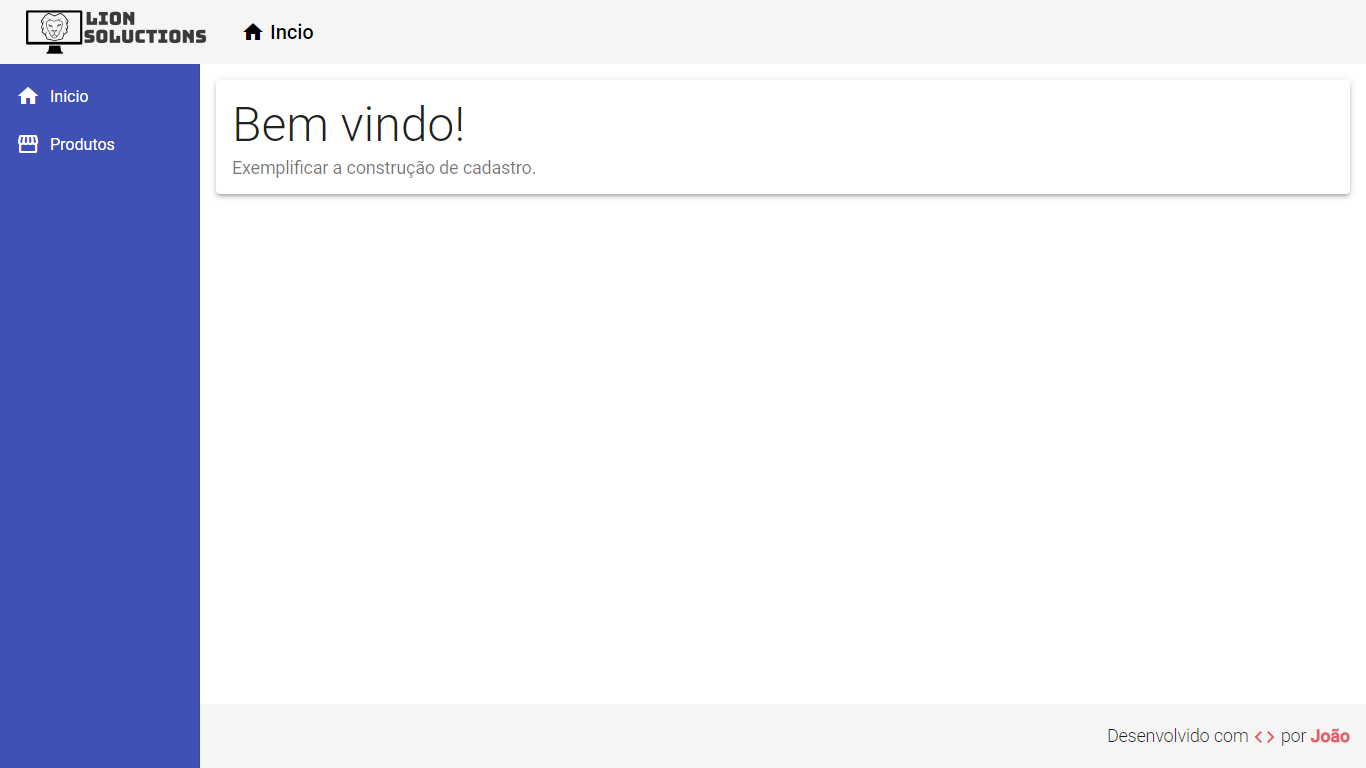 LION
SOLUCTIONS
Incio
Inicio
Produtos
Bem vindo!
Exemplificar a construção de cadastro.
Desenvolvido com <> por João